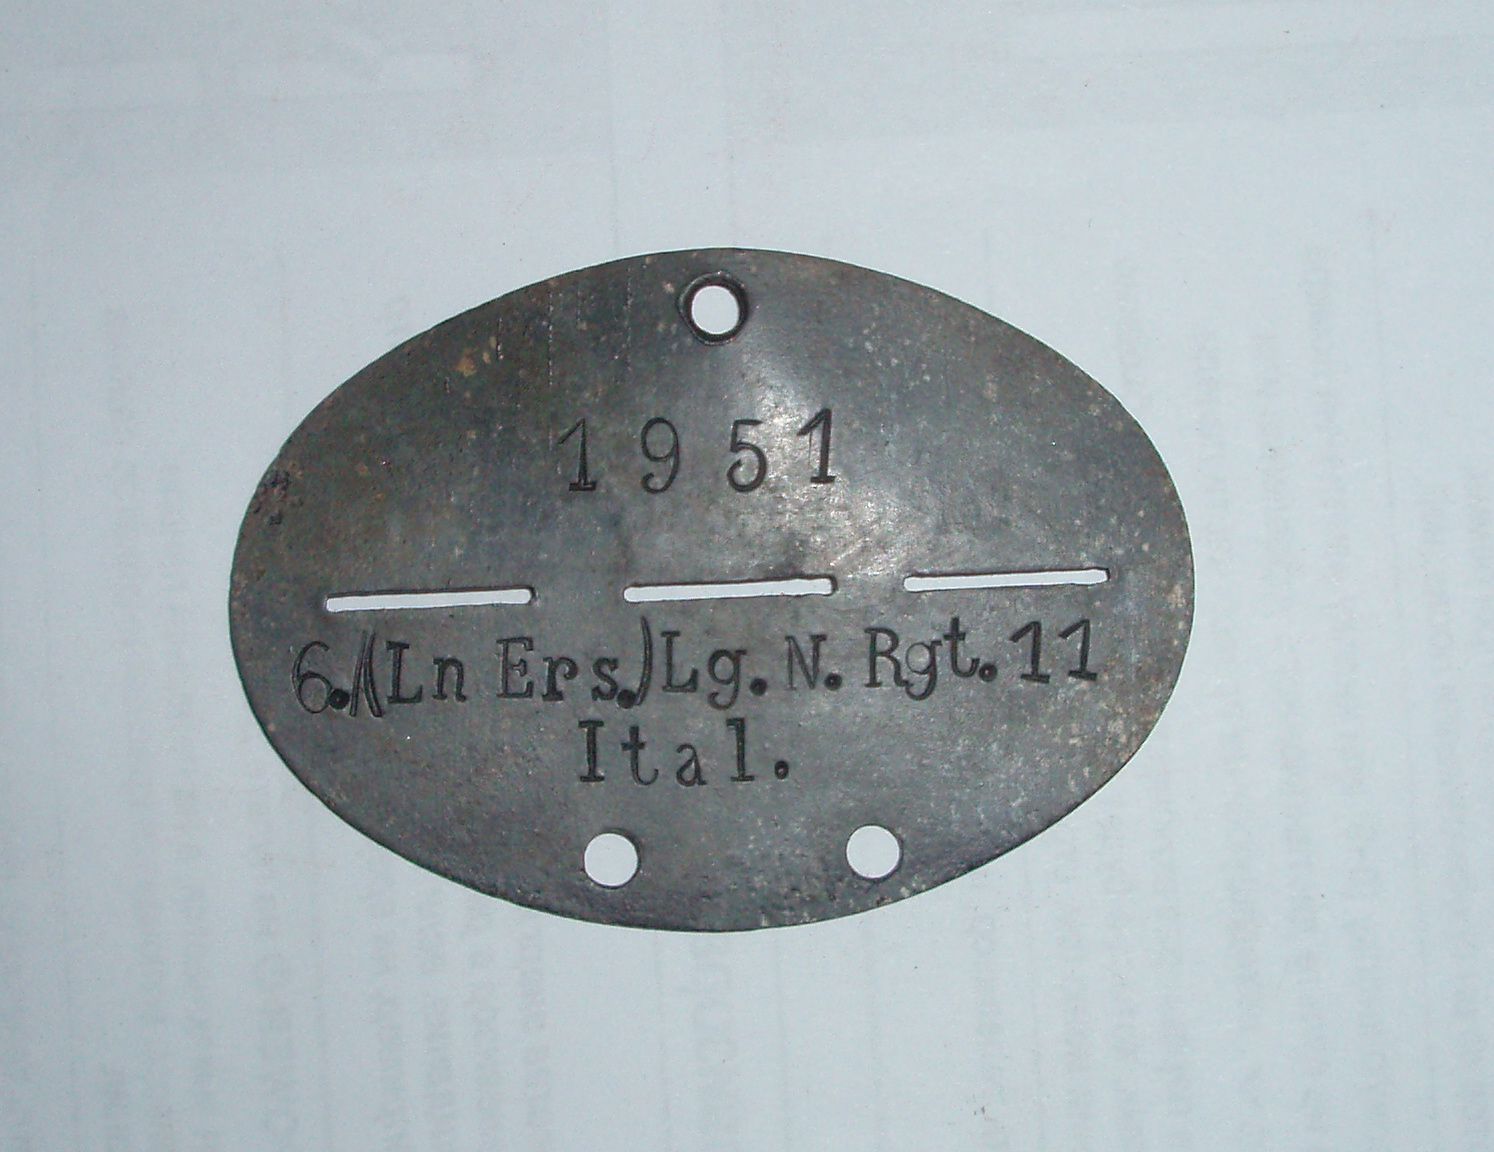 1951
6./(Ln Ers.)Lg. N. Rgt. 11
Ital.